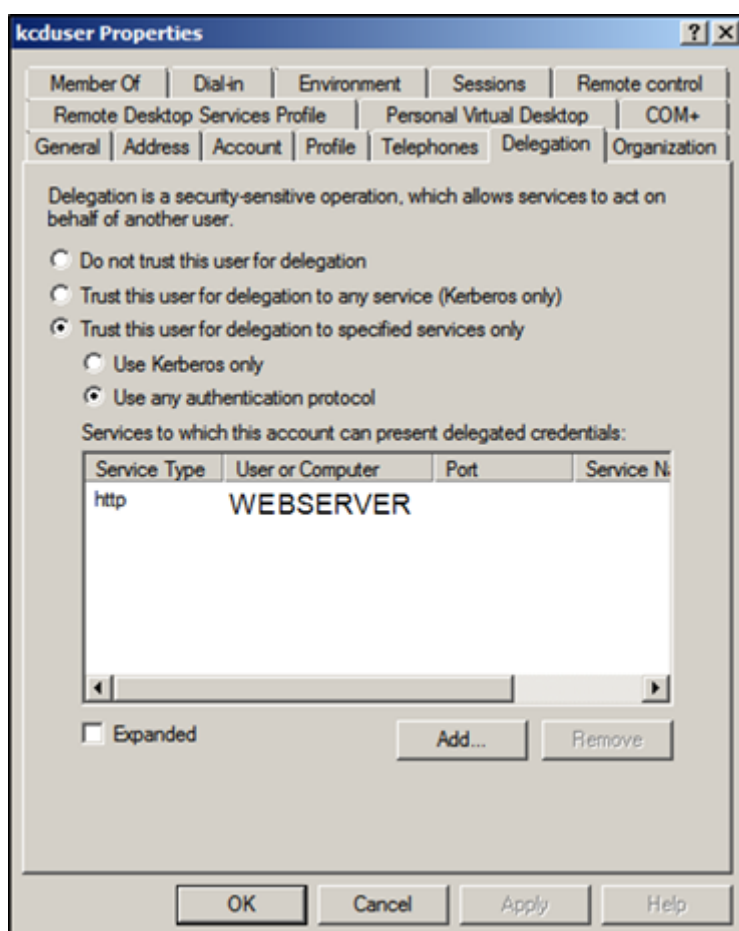 kcduser Properties
Member Of Dial-in Environment Sessions Remote control
Remote Desktop Services Profile Personal Virtual Desktop COM+
General Address Account Profile Telephones Delegation Organization
Delegation is a security-sensitive operation, which allows services to act on
behalf of another user.
Do not trust this user for delegation
Trust this user for delegation to any service (Kerberos only)
Trust this user for delegation to specified services only
Use Kerberos only
Use any authentication protocol
Services to which this account can present delegated credentials:
Service Type User or Computer Port Service
http WEBSERVER
Expanded Add... Remove
OK Cancel Apply Help